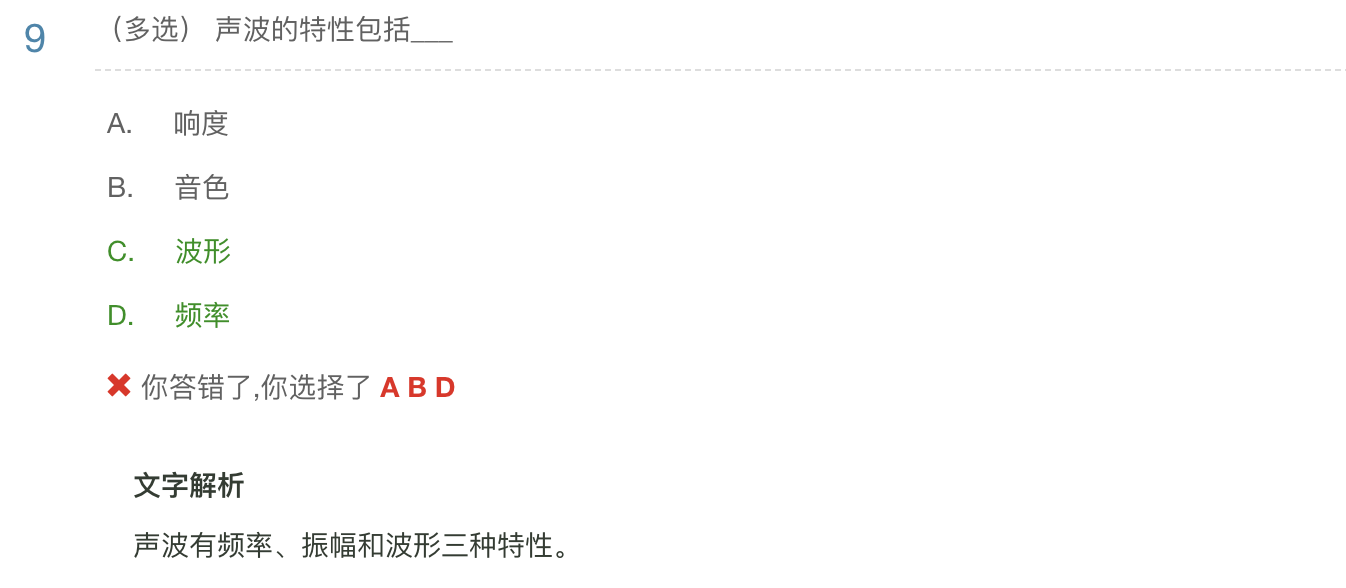 9 （多选） 声波的特性包括___
A. 响度
B. 音色
C. 波形
D. 频率
✖ 你答错了,你选择了 A B D
文字解析
声波有频率、振幅和波形三种特性。